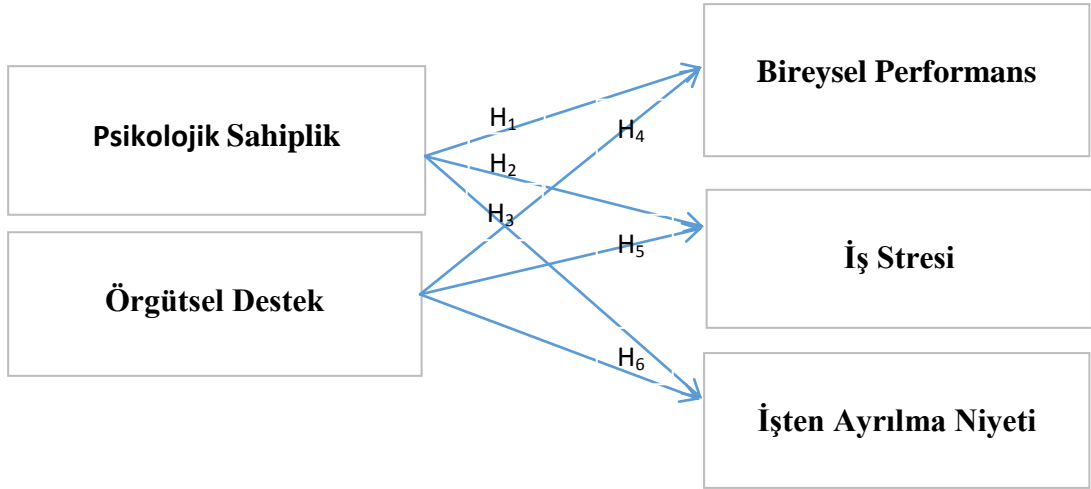 Psikolojik Sahiplik
Örgütsel Destek
H₁
H₂
H₃
H₄
H₅
H₆
Bireysel Performans
İş Stresi
İşten Ayrılma Niyeti